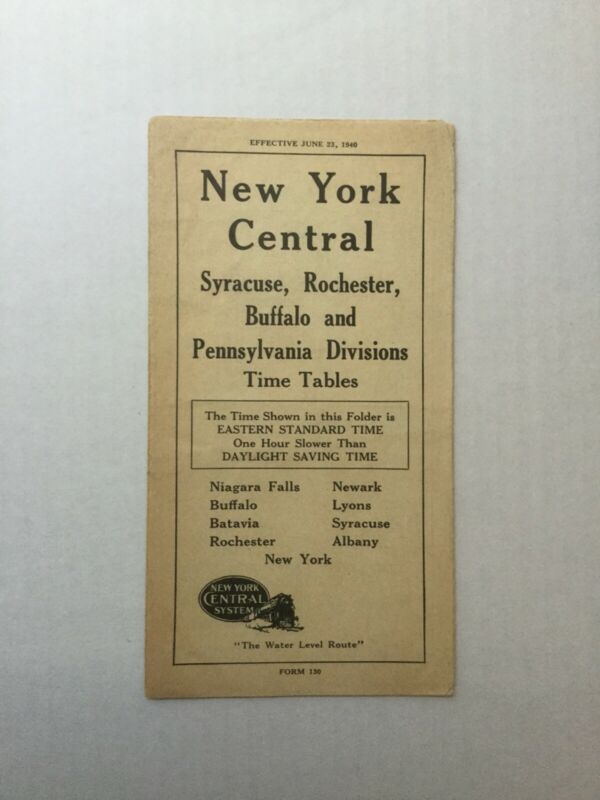 EFFECTIVE JUNE 23, 1940
New York
Central
Syracuse, Rochester,
Buffalo and
Pennsylvania Divisions
Time Tables
The Time Shown in this Folder is
EASTERN STANDARD TIME
One Hour Slower Than
DAYLIGHT SAVING TIME
Niagara Falls Newark
Buffalo Lyons
Batavia Syracuse
Rochester Albany
New York
NEW YORK
CENTRAL
SYSTEM
"The Water Level Route"
FORM 130